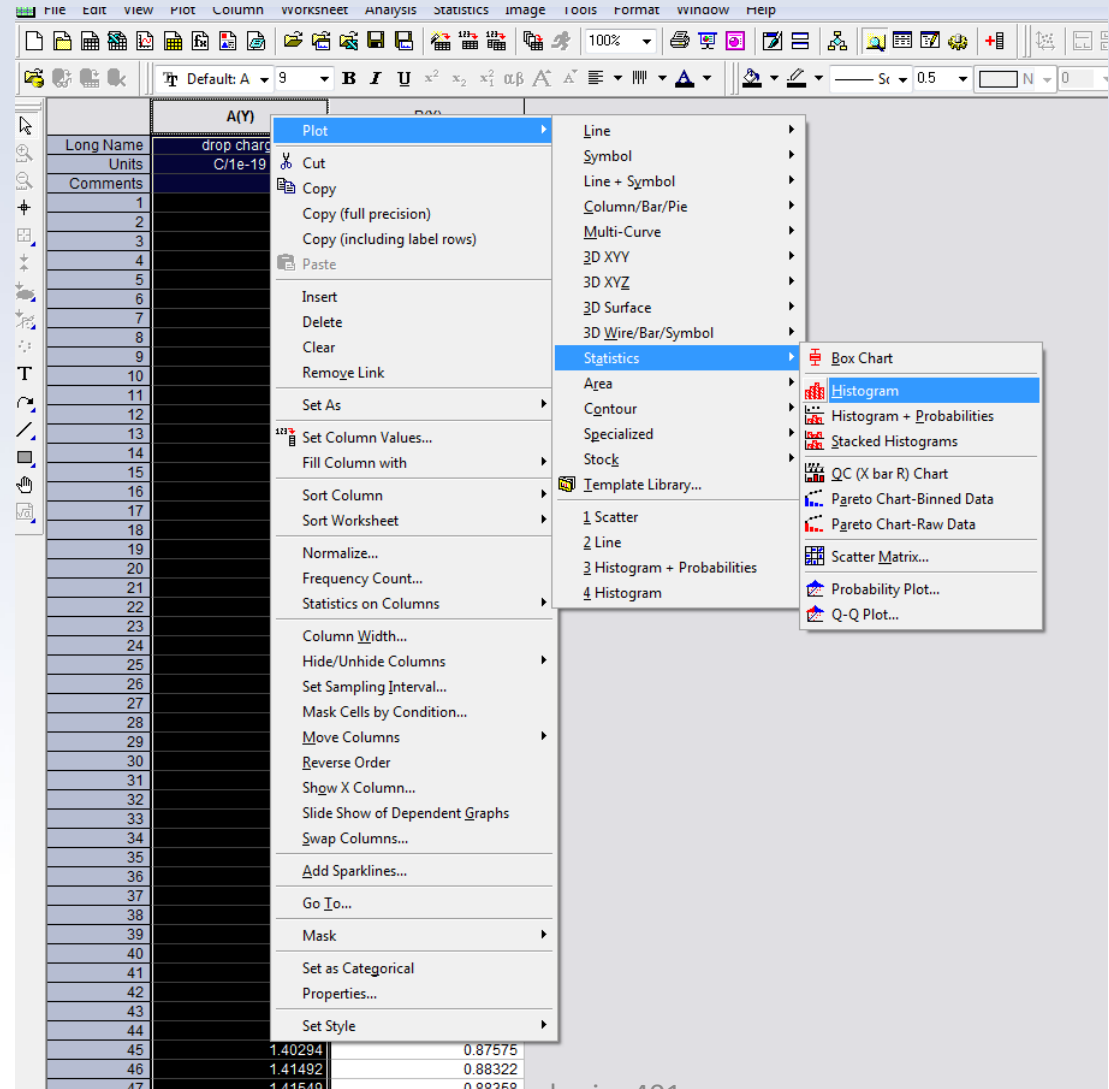 File Edit View Plot Column Worksheet Analysis Statistics Image Tools Format Window Help
100%
Default: A 9 B I U x² x₂ αβ A A A 0.5 N 0
A(Y) B(Y)
Long Name drop charg
Units C/1e-19
Comments
1
2
3
4
5
6
7
8
9
10
11
12
13
14
15
16
17
18
19
20
21
22
23
24
25
26
27
28
29
30
31
32
33
34
35
36
37
38
39
40
41
42
43
44
45 1.40294 0.87575
46 1.41492 0.88322
47 1.41549 0.88358
T
Plot
Cut
Copy
Copy (full precision)
Copy (including label rows)
Paste
Insert
Delete
Clear
Remove Link
Set As
Set Column Values...
Fill Column with
Sort Column
Sort Worksheet
Normalize...
Frequency Count...
Statistics on Columns
Column Width...
Hide/Unhide Columns
Set Sampling Interval...
Mask Cells by Condition...
Move Columns
Reverse Order
Show X Column...
Slide Show of Dependent Graphs
Swap Columns...
Add Sparklines...
Go To...
Mask
Set as Categorical
Properties...
Set Style
Line
Symbol
Line + Symbol
Column/Bar/Pie
Multi-Curve
3D XYY
3D XYZ
3D Surface
3D Wire/Bar/Symbol
Statistics
Area
Contour
Specialized
Stock
Template Library...
1 Scatter
2 Line
3 Histogram + Probabilities
4 Histogram
Box Chart
Histogram
Histogram + Probabilities
Stacked Histograms
QC (X bar R) Chart
Pareto Chart-Binned Data
Pareto Chart-Raw Data
Scatter Matrix...
Probability Plot...
Q-Q Plot...
401